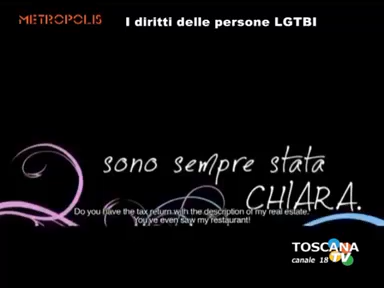 METROPOLIS
I diritti delle persone LGTBI
sono sempre stata
CHIARA.
Do you have the tax return with the description of my real estate.
You've even saw my restaurant!
TOSCANA
TV
canale 18